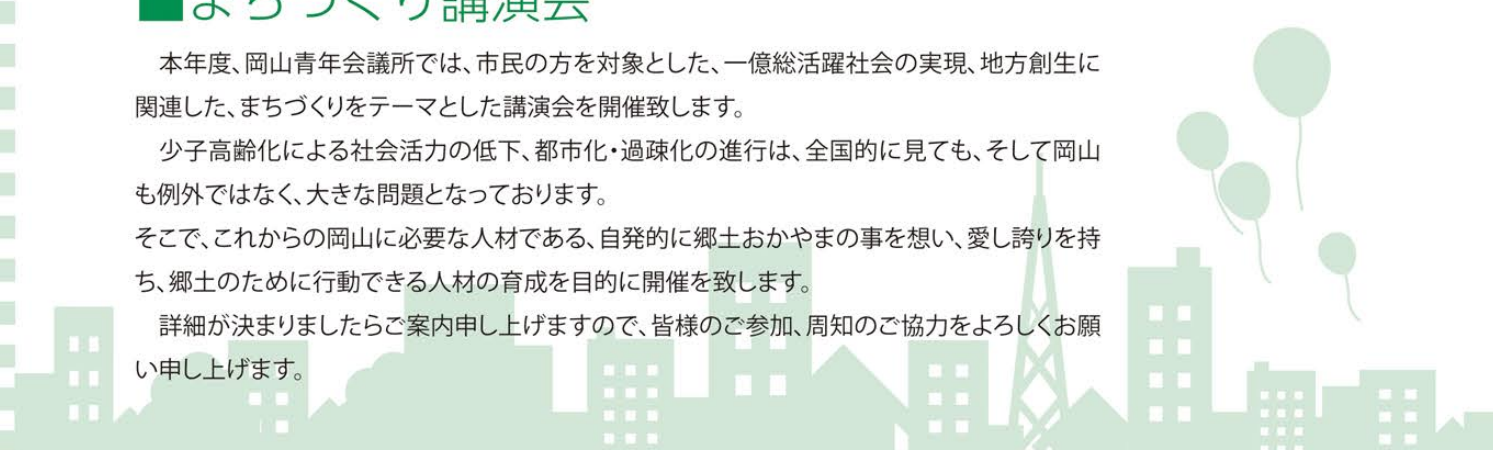 ■まちづくり講演会
　本年度、岡山青年会議所では、市民の方を対象とした、一億総活躍社会の実現、地方創生に
関連した、まちづくりをテーマとした講演会を開催致します。
　少子高齢化による社会活力の低下、都市化・過疎化の進行は、全国的に見ても、そして岡山
も例外ではなく、大きな問題となっております。
そこで、これからの岡山に必要な人材である、自発的に郷土おかやまの事を想い、愛し誇りを持
ち、郷土のために行動できる人材の育成を目的に開催を致します。
　詳細が決まりましたらご案内申し上げますので、皆様のご参加、周知のご協力をよろしくお願
い申し上げます。